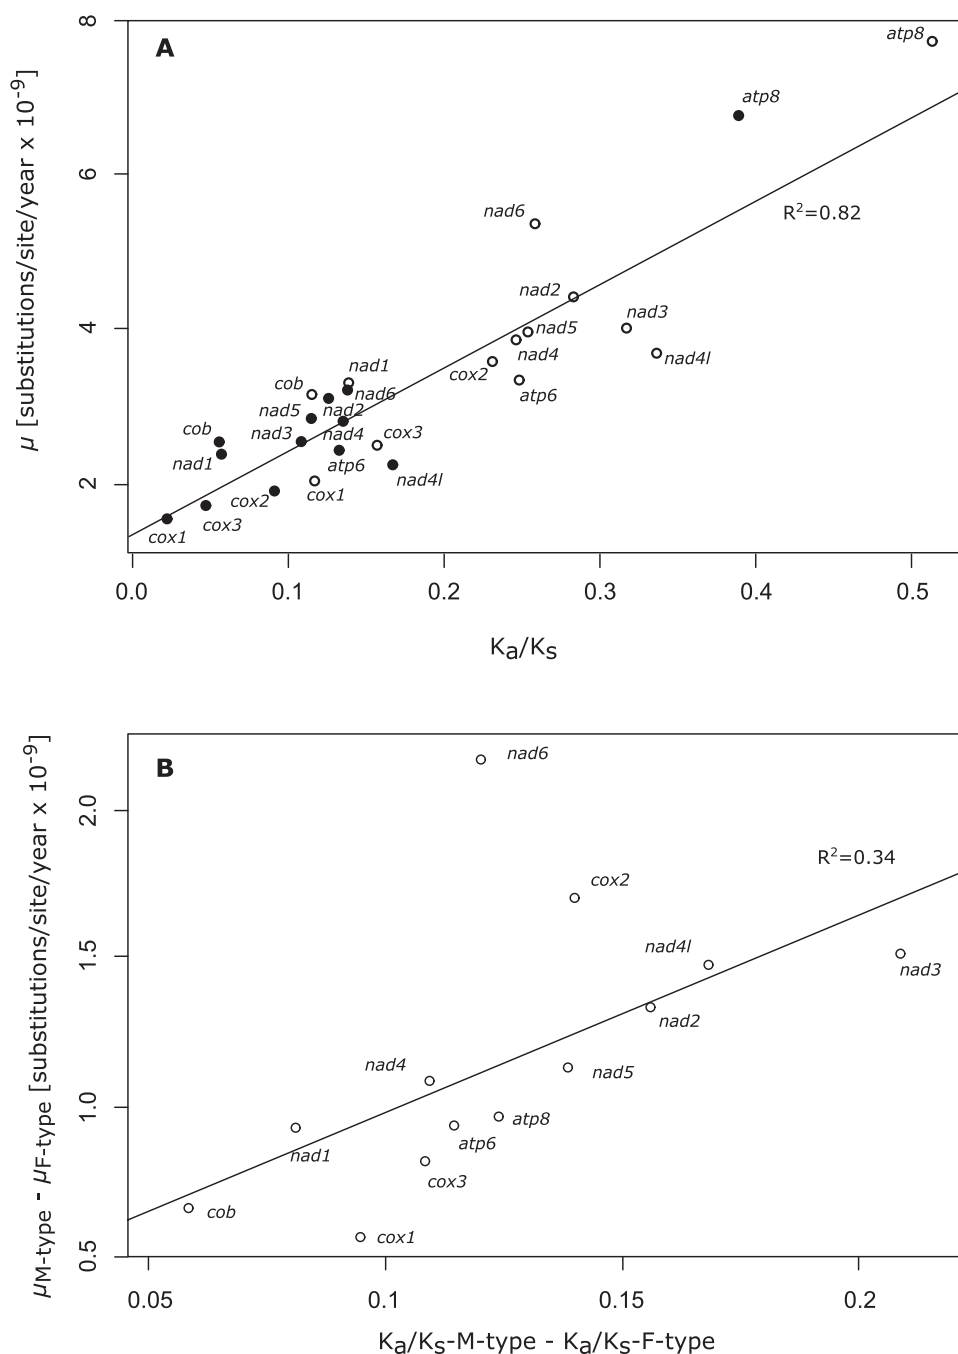 A
μ [substitutions/site/year x 10⁻⁹]
8
6
4
2
atp8
atp8
R²=0.82
nad6
nad2
nad3
nad5
nad4
nad4l
nad1
cox2
cob
nad6
atp6
nad5
nad2
cob
nad3
nad4
cox3
nad1
atp6
nad4l
cox2
cox1
cox3
cox1
0.0
0.1
0.2
0.3
0.4
0.5
Ka/Ks
B
μM-type - μF-type [substitutions/site/year x 10⁻⁹]
2.0
1.5
1.0
0.5
nad6
R²=0.34
cox2
nad4l
nad3
nad2
nad4
nad5
atp8
atp6
nad1
cox3
cob
cox1
0.05
0.1
0.15
0.2
Ka/Ks-M-type - Ka/Ks-F-type